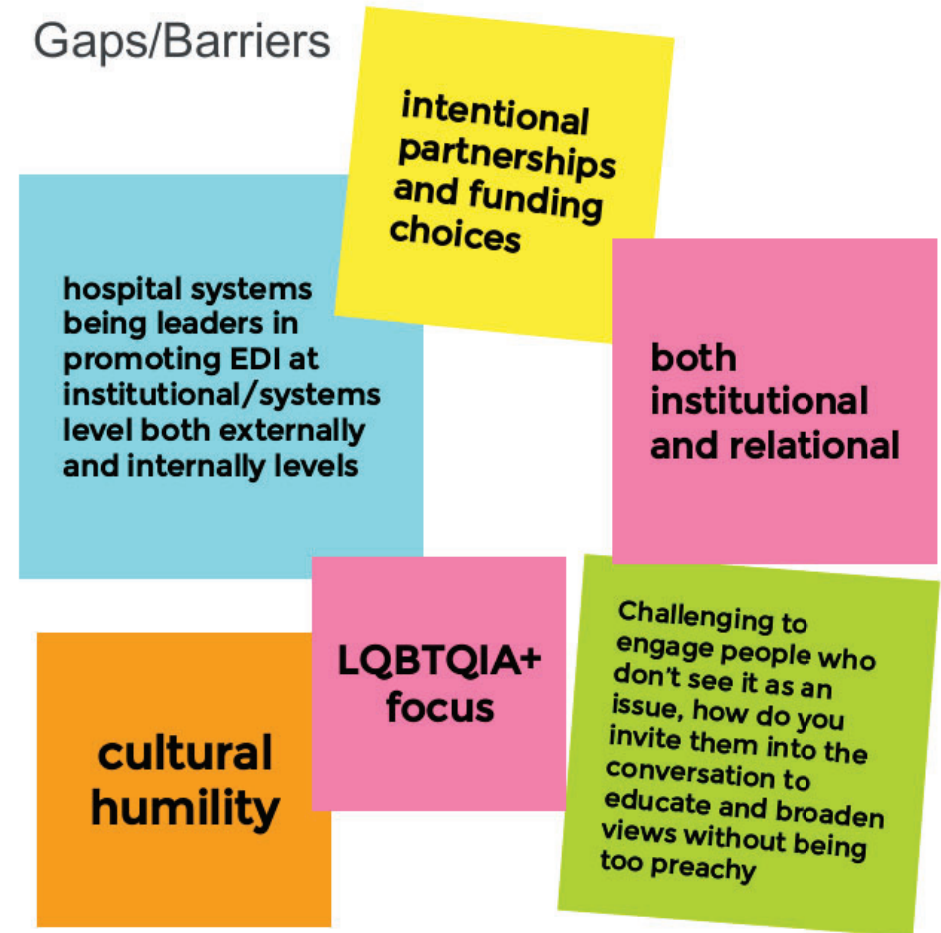 Gaps/Barriers
intentional
partnerships
and funding
choices
hospital systems
being leaders in
promoting EDI at
institutional/systems
level both externally
and internally levels
both
institutional
and relational
LQBTQIA+
focus
cultural
humility
Challenging to
engage people who
don't see it as an
issue, how do you
invite them into the
conversation to
educate and broaden
views without being
too preachy